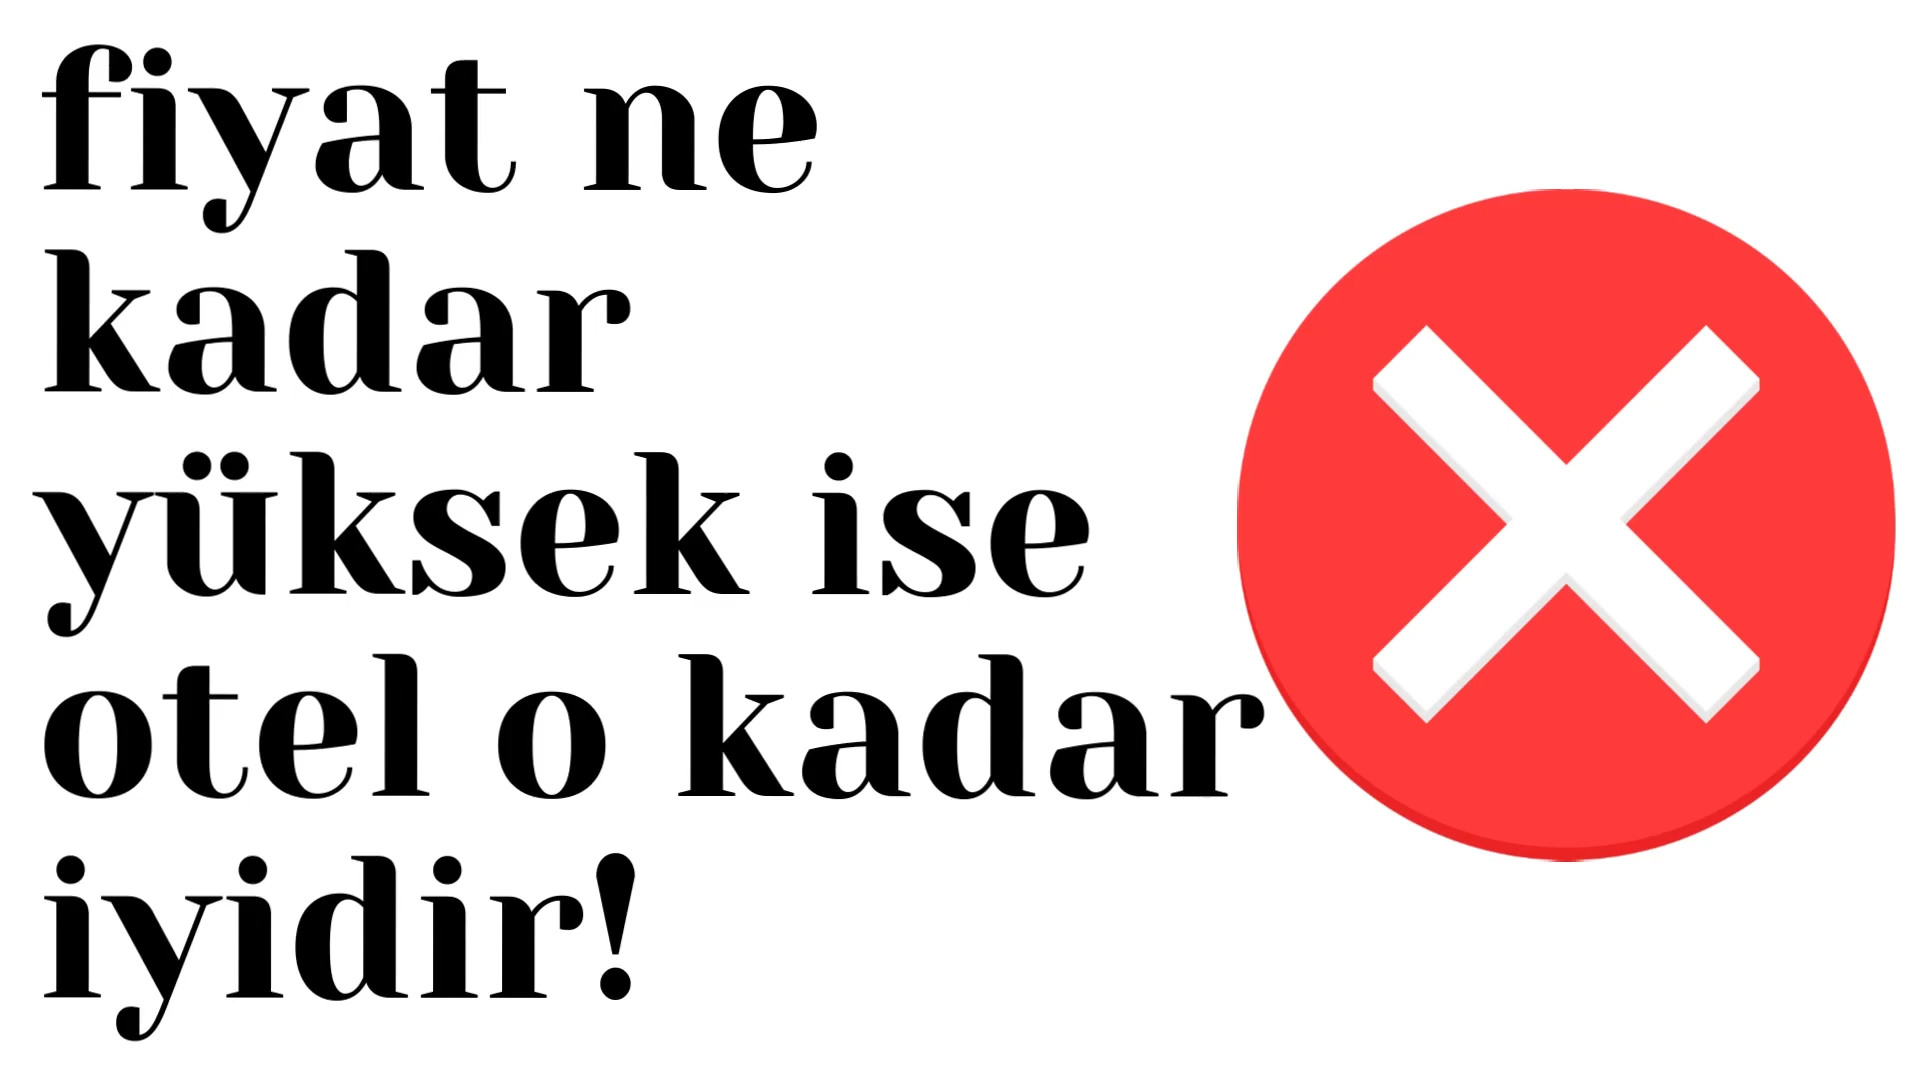 fiyat ne
kadar
yüksek ise
otel o kadar
iyidir!